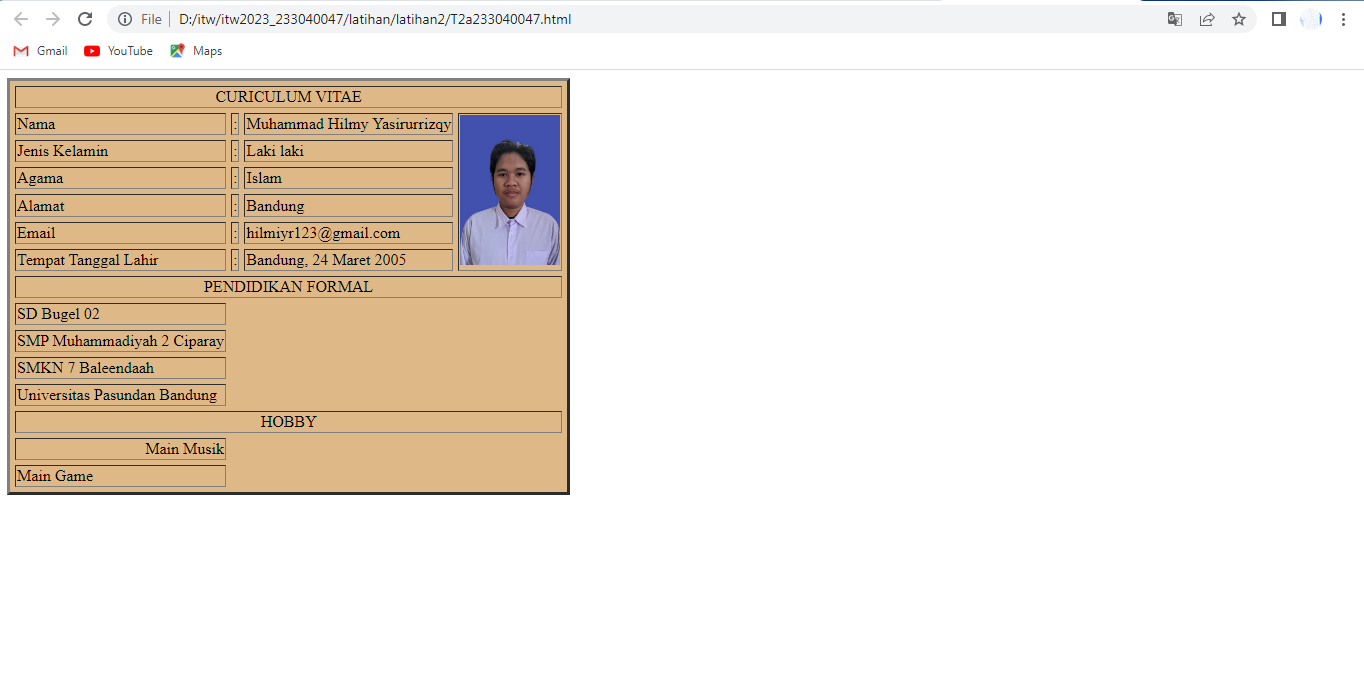 File | D:/itw/itw2023_233040047/latihan/latihan2/T2a233040047.html
Gmail YouTube Maps
CURICULUM VITAE
Nama : Muhammad Hilmy Yasirurrizqy
Jenis Kelamin : Laki laki
Agama : Islam
Alamat : Bandung
Email : hilmiyr123@gmail.com
Tempat Tanggal Lahir : Bandung, 24 Maret 2005
PENDIDIKAN FORMAL
SD Bugel 02
SMP Muhammadiyah 2 Ciparay
SMKN 7 Baleendaah
Universitas Pasundan Bandung
HOBBY
Main Musik
Main Game